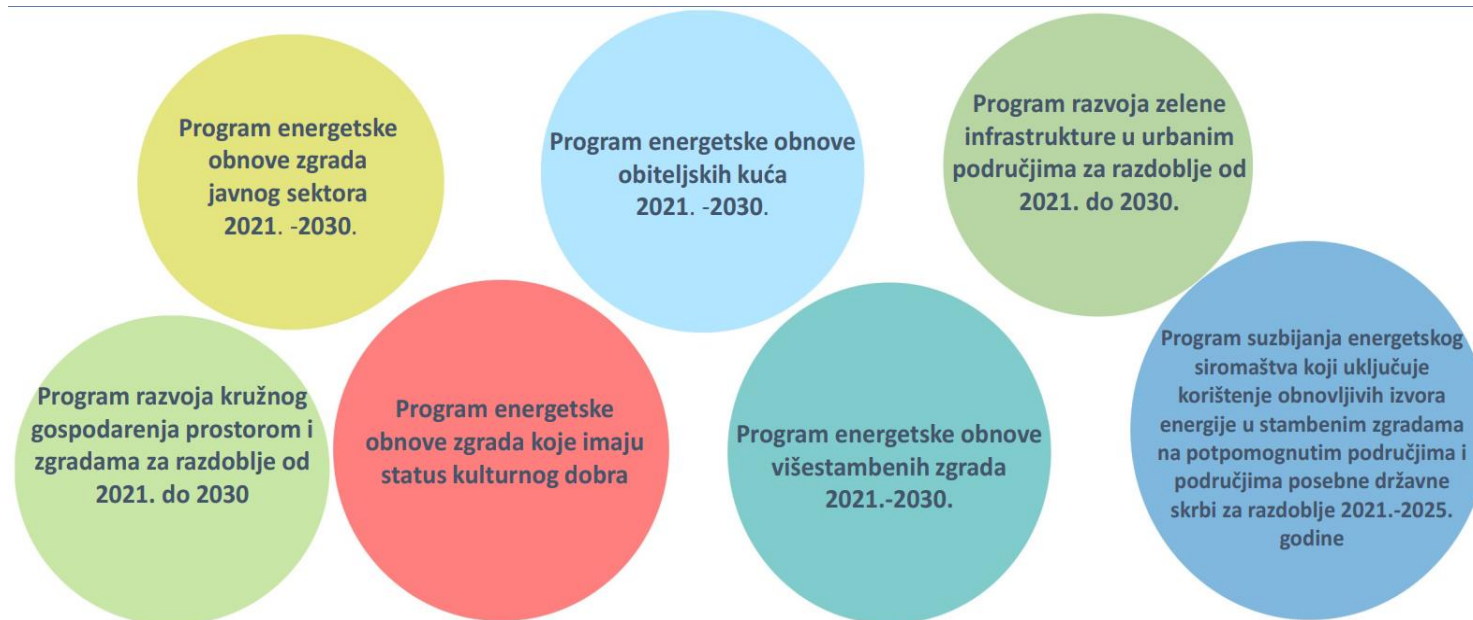 Program energetske
obnove zgrada
javnog sektora
2021. -2030.
Program energetske obnove
obiteljskih kuća
2021. -2030.
Program razvoja zelene
infrastrukture u urbanim
područjima za razdoblje od
2021. do 2030.
Program razvoja kružnog
gospodarenja prostorom i
zgradama za razdoblje od
2021. do 2030
Program energetske
obnove zgrada koje imaju
status kulturnog dobra
Program energetske obnove
višestambenih zgrada
2021.-2030.
Program suzbijanja energetskog
siromaštva koji uključuje
korištenje obnovljivih izvora
energije u stambenim zgradama
na potpomognutim područjima i
područjima posebne državne
skrbi za razdoblje 2021.-2025.
godine